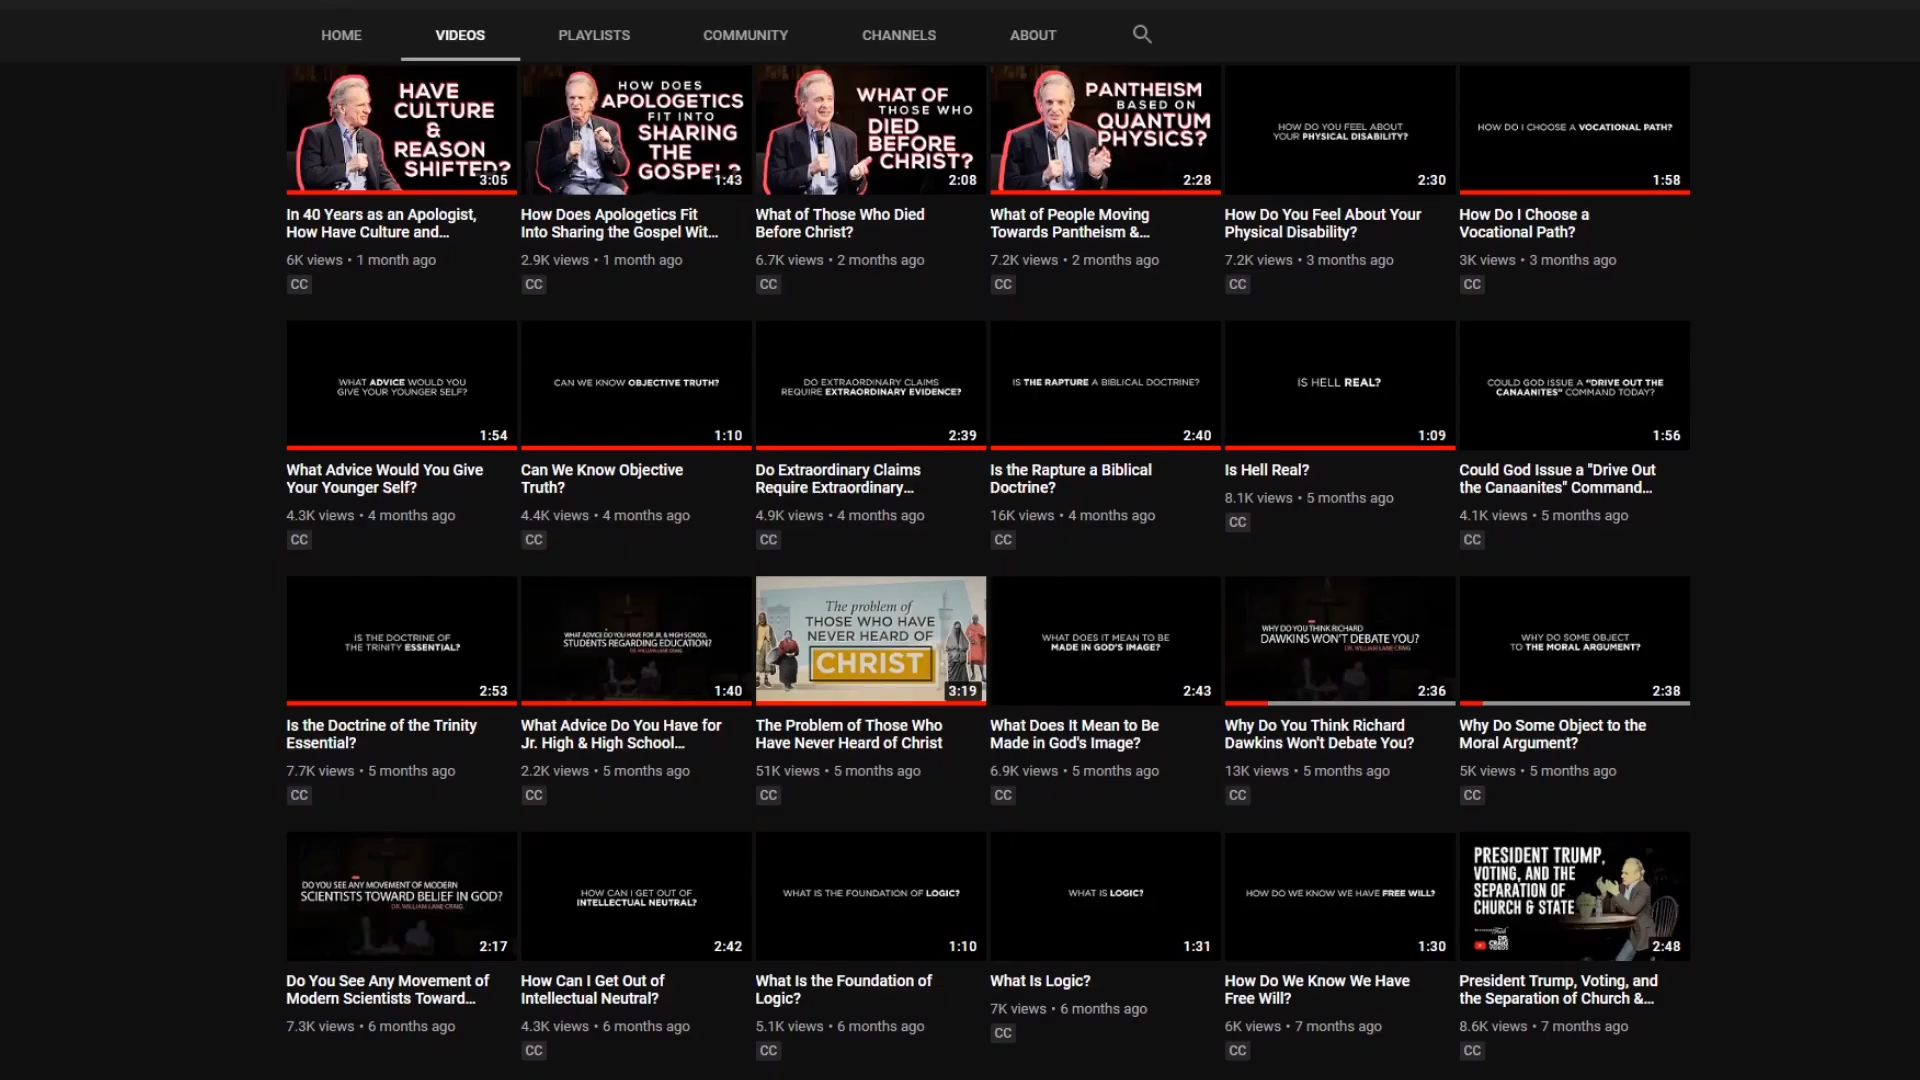 HOME VIDEOS PLAYLISTS COMMUNITY CHANNELS ABOUT
HAVE
CULTURE
&
REASON
SHIFTED?
3:05
HOW DOES
APOLOGETICS
FIT INTO
SHARING
THE
GOSPEL?
1:43
WHAT OF
THOSE WHO
DIED
BEFORE
CHRIST?
2:08
PANTHEISM
BASED ON
QUANTUM
PHYSICS?
2:28
HOW DO YOU FEEL ABOUT
YOUR PHYSICAL DISABILITY?
2:30
HOW DO I CHOOSE A VOCATIONAL PATH?
1:58
In 40 Years as an Apologist,
How Have Culture and...
6K views • 1 month ago
CC
How Does Apologetics Fit
Into Sharing the Gospel Wit...
2.9K views • 1 month ago
CC
What of Those Who Died
Before Christ?
6.7K views • 2 months ago
CC
What of People Moving
Towards Pantheism &...
7.2K views • 2 months ago
CC
How Do You Feel About Your
Physical Disability?
7.2K views • 3 months ago
CC
How Do I Choose a
Vocational Path?
3K views • 3 months ago
CC
WHAT ADVICE WOULD YOU
GIVE YOUR YOUNGER SELF?
1:54
CAN WE KNOW OBJECTIVE TRUTH?
1:10
DO EXTRAORDINARY CLAIMS
REQUIRE EXTRAORDINARY EVIDENCE?
2:39
IS THE RAPTURE A BIBLICAL DOCTRINE?
2:40
IS HELL REAL?
1:09
COULD GOD ISSUE A "DRIVE OUT THE
CANAANITES" COMMAND TODAY?
1:56
What Advice Would You Give
Your Younger Self?
4.3K views • 4 months ago
CC
Can We Know Objective
Truth?
4.4K views • 4 months ago
CC
Do Extraordinary Claims
Require Extraordinary...
4.9K views • 4 months ago
CC
Is the Rapture a Biblical
Doctrine?
16K views • 4 months ago
CC
Is Hell Real?
8.1K views • 5 months ago
CC
Could God Issue a "Drive Out
the Canaanites" Command...
4.1K views • 5 months ago
CC
IS THE DOCTRINE OF
THE TRINITY ESSENTIAL?
2:53
WHAT ADVICE DO YOU HAVE FOR JR. & HIGH SCHOOL
STUDENTS REGARDING EDUCATION?
DR. WILLIAM LANE CRAIG
1:40
The problem of
THOSE WHO HAVE
NEVER HEARD OF
CHRIST
3:19
WHAT DOES IT MEAN TO BE
MADE IN GOD'S IMAGE?
2:43
WHY DO YOU THINK RICHARD
DAWKINS WON'T DEBATE YOU?
DR. WILLIAM LANE CRAIG
2:36
WHY DO SOME OBJECT
TO THE MORAL ARGUMENT?
2:38
Is the Doctrine of the Trinity
Essential?
7.7K views • 5 months ago
CC
What Advice Do You Have for
Jr. High & High School...
2.2K views • 5 months ago
CC
The Problem of Those Who
Have Never Heard of Christ
51K views • 5 months ago
CC
What Does It Mean to Be
Made in God's Image?
6.9K views • 5 months ago
CC
Why Do You Think Richard
Dawkins Won't Debate You?
13K views • 5 months ago
CC
Why Do Some Object to the
Moral Argument?
5K views • 5 months ago
CC
DO YOU SEE ANY MOVEMENT OF MODERN
SCIENTISTS TOWARD BELIEF IN GOD?
DR. WILLIAM LANE CRAIG
2:17
HOW CAN I GET OUT OF
INTELLECTUAL NEUTRAL?
2:42
WHAT IS THE FOUNDATION OF LOGIC?
1:10
WHAT IS LOGIC?
1:31
HOW DO WE KNOW WE HAVE FREE WILL?
1:30
PRESIDENT TRUMP,
VOTING, AND THE
SEPARATION OF
CHURCH & STATE
DR.
CRAIG
VIDEOS
2:48
Do You See Any Movement of
Modern Scientists Toward...
7.3K views • 6 months ago
How Can I Get Out of
Intellectual Neutral?
4.3K views • 6 months ago
CC
What Is the Foundation of
Logic?
5.1K views • 6 months ago
CC
What Is Logic?
7K views • 6 months ago
CC
How Do We Know We Have
Free Will?
6K views • 7 months ago
CC
President Trump, Voting, and
the Separation of Church &...
8.6K views • 7 months ago
CC